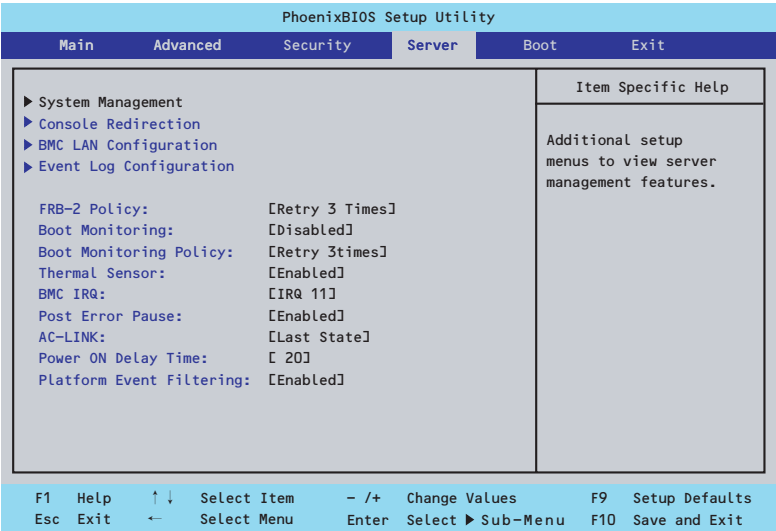 PhoenixBIOS Setup Utility
Main Advanced Security Server Boot Exit
▶ System Management
▶ Console Redirection
▶ BMC LAN Configuration
▶ Event Log Configuration
FRB-2 Policy: [Retry 3 Times]
Boot Monitoring: [Disabled]
Boot Monitoring Policy: [Retry 3times]
Thermal Sensor: [Enabled]
BMC IRQ: [IRQ 11]
Post Error Pause: [Enabled]
AC-LINK: [Last State]
Power ON Delay Time: [ 20]
Platform Event Filtering: [Enabled]
Item Specific Help
Additional setup
menus to view server
management features.
F1 Help ↑↓ Select Item - /+ Change Values F9 Setup Defaults
Esc Exit ← Select Menu Enter Select ▶ Sub-Menu F10 Save and Exit